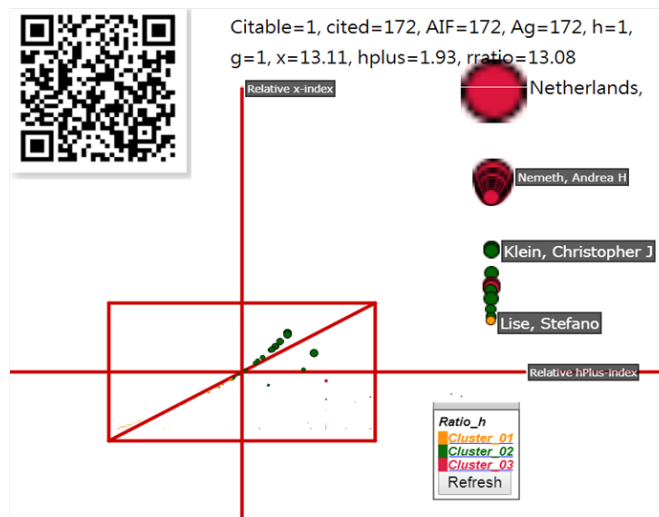 Citable=1, cited=172, AIF=172, Ag=172, h=1,
g=1, x=13.11, hplus=1.93, rratio=13.08
Relative x-index
Netherlands,
Nemeth, Andrea H
Klein, Christopher J
Lise, Stefano
Relative hPlus-index
Ratio_h
Cluster_01
Cluster_02
Cluster_03
Refresh